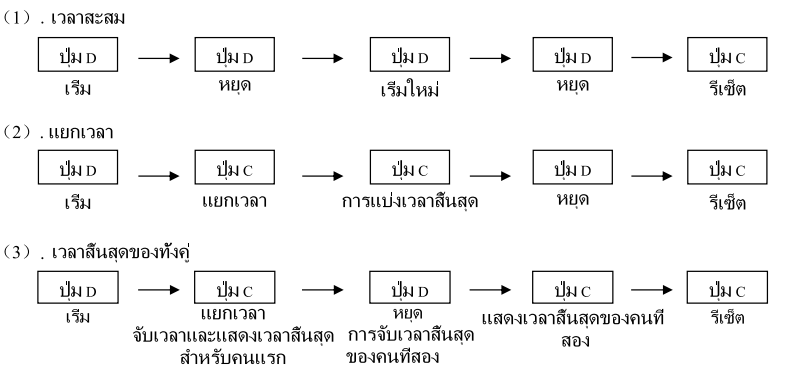 (1) . เวลาสะสม
ปุ่ม D → ปุ่ม D → ปุ่ม D → ปุ่ม D → ปุ่ม C
เริ่ม หยุด เริ่มใหม่ หยุด รีเซ็ต
(2) . แยกเวลา
ปุ่ม D → ปุ่ม C → ปุ่ม C → ปุ่ม D → ปุ่ม C
เริ่ม แยกเวลา การแบ่งเวลาสิ้นสุด หยุด รีเซ็ต
(3) . เวลาสิ้นสุดของทั้งคู่
ปุ่ม D → ปุ่ม C → ปุ่ม D → ปุ่ม C → ปุ่ม C
เริ่ม
แยกเวลา
จับเวลาและแสดงเวลาสิ้นสุด
สำหรับคนแรก
หยุด
การจับเวลาสิ้นสุด
ของคนที่สอง
แสดงเวลาสิ้นสุดของคนที่
สอง
รีเซ็ต